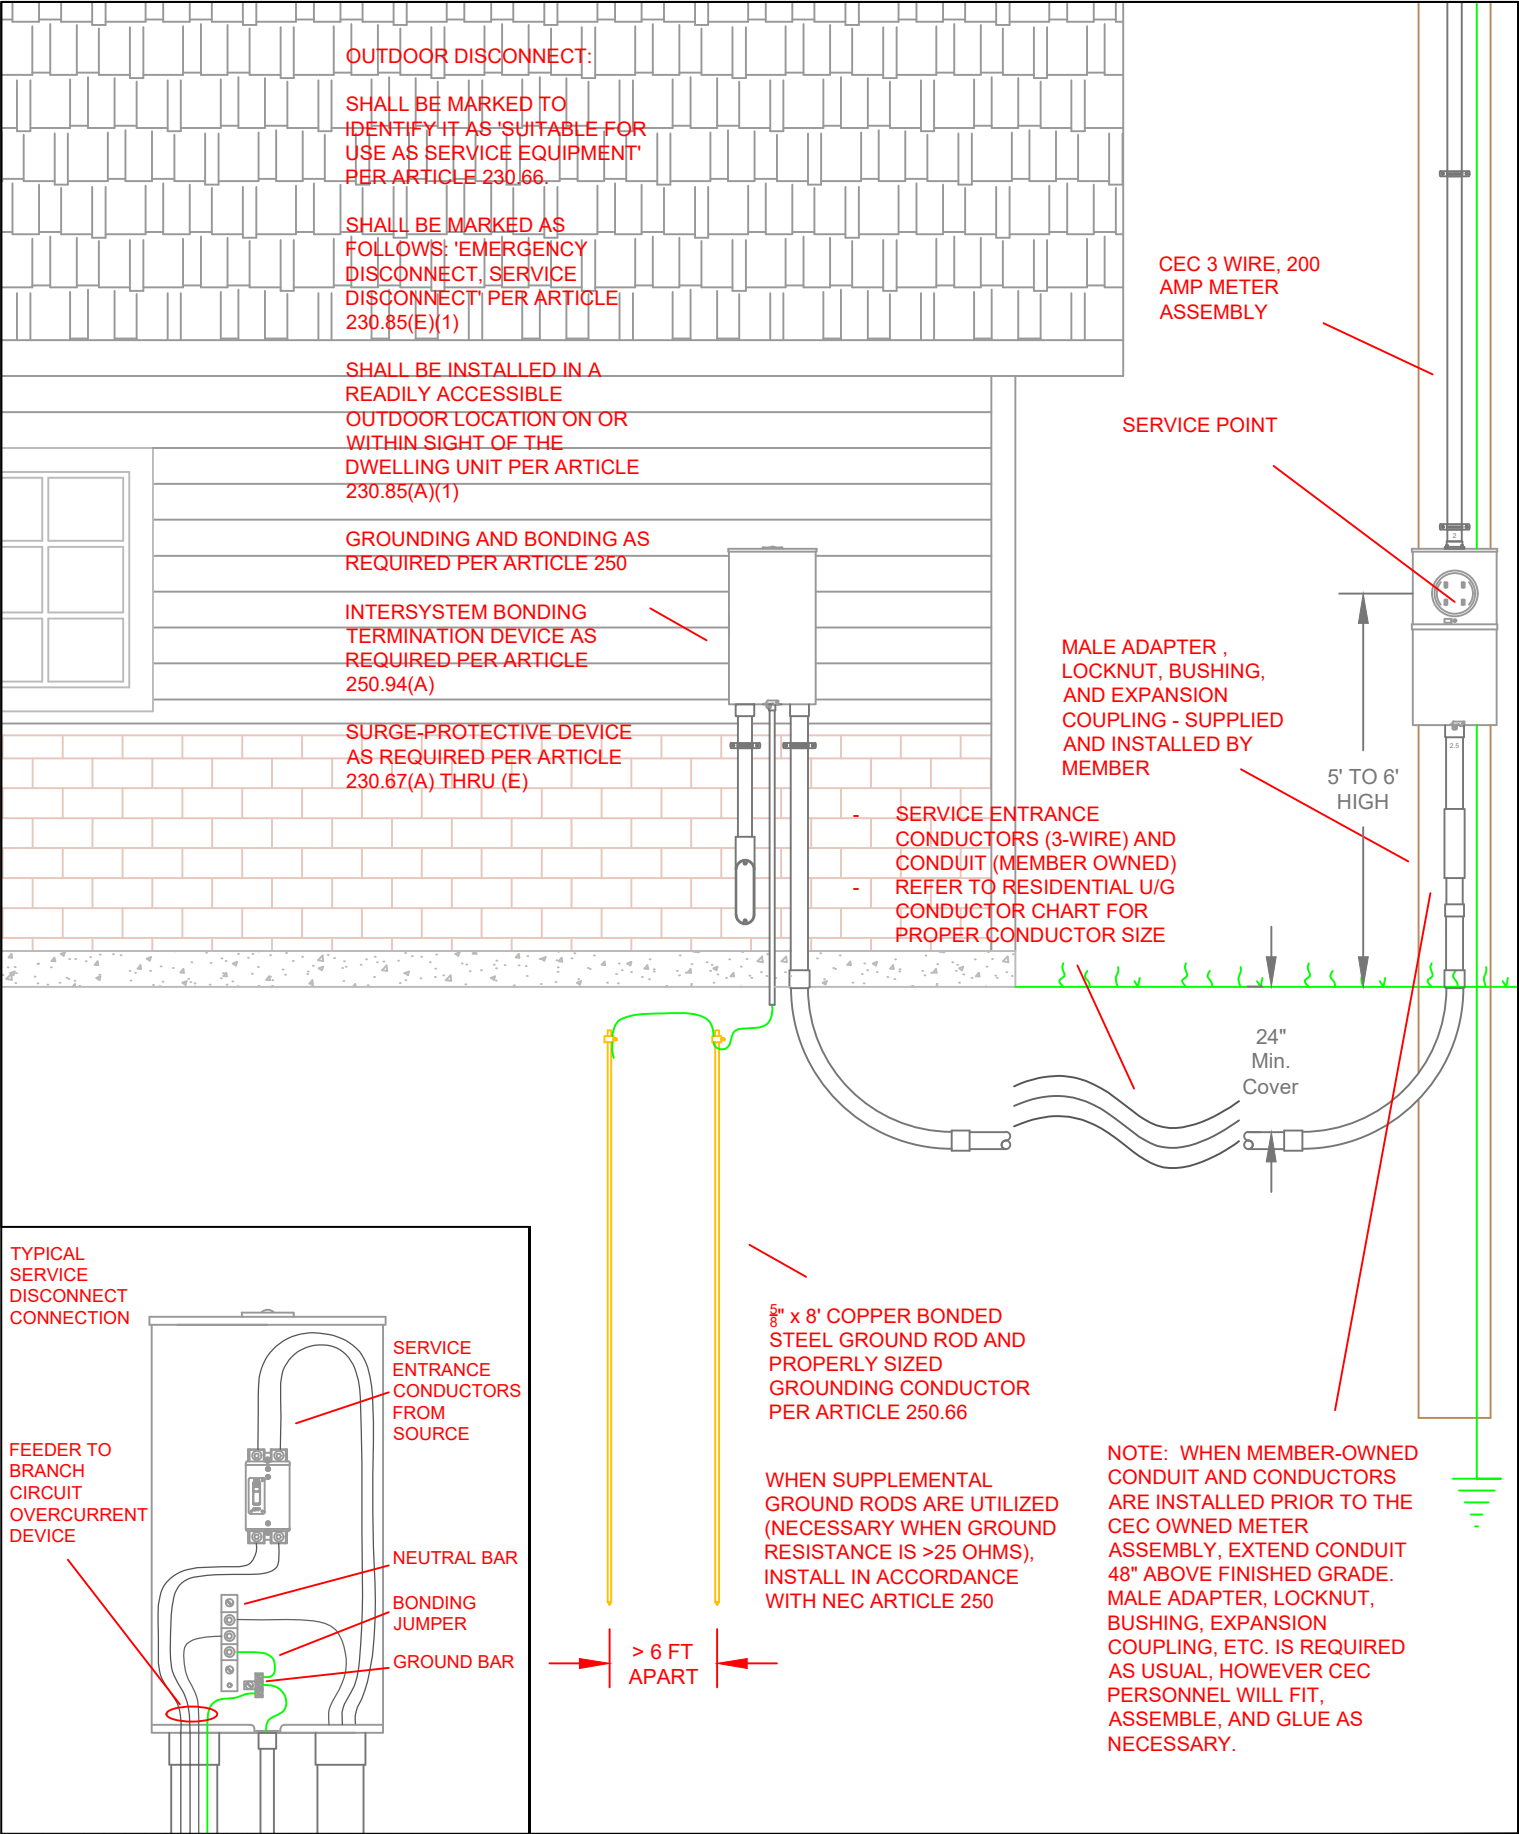 OUTDOOR DISCONNECT:
SHALL BE MARKED TO
IDENTIFY IT AS 'SUITABLE FOR
USE AS SERVICE EQUIPMENT'
PER ARTICLE 230.66.
SHALL BE MARKED AS
FOLLOWS: 'EMERGENCY
DISCONNECT, SERVICE
DISCONNECT' PER ARTICLE
230.85(E)(1)
SHALL BE INSTALLED IN A
READILY ACCESSIBLE
OUTDOOR LOCATION ON OR
WITHIN SIGHT OF THE
DWELLING UNIT PER ARTICLE
230.85(A)(1)
GROUNDING AND BONDING AS
REQUIRED PER ARTICLE 250
INTERSYSTEM BONDING
TERMINATION DEVICE AS
REQUIRED PER ARTICLE
250.94(A)
SURGE-PROTECTIVE DEVICE
AS REQUIRED PER ARTICLE
230.67(A) THRU (E)
CEC 3 WIRE, 200
AMP METER
ASSEMBLY
SERVICE POINT
2
MALE ADAPTER ,
LOCKNUT, BUSHING,
AND EXPANSION
COUPLING - SUPPLIED
AND INSTALLED BY
MEMBER
2.5
5' TO 6'
HIGH
- SERVICE ENTRANCE
CONDUCTORS (3-WIRE) AND
CONDUIT (MEMBER OWNED)
- REFER TO RESIDENTIAL U/G
CONDUCTOR CHART FOR
PROPER CONDUCTOR SIZE
24"
Min.
Cover
5/8" x 8' COPPER BONDED
STEEL GROUND ROD AND
PROPERLY SIZED
GROUNDING CONDUCTOR
PER ARTICLE 250.66
WHEN SUPPLEMENTAL
GROUND RODS ARE UTILIZED
(NECESSARY WHEN GROUND
RESISTANCE IS >25 OHMS),
INSTALL IN ACCORDANCE
WITH NEC ARTICLE 250
> 6 FT
APART
NOTE: WHEN MEMBER-OWNED
CONDUIT AND CONDUCTORS
ARE INSTALLED PRIOR TO THE
CEC OWNED METER
ASSEMBLY, EXTEND CONDUIT
48" ABOVE FINISHED GRADE.
MALE ADAPTER, LOCKNUT,
BUSHING, EXPANSION
COUPLING, ETC. IS REQUIRED
AS USUAL, HOWEVER CEC
PERSONNEL WILL FIT,
ASSEMBLE, AND GLUE AS
NECESSARY.
TYPICAL
SERVICE
DISCONNECT
CONNECTION
SERVICE
ENTRANCE
CONDUCTORS
FROM
SOURCE
FEEDER TO
BRANCH
CIRCUIT
OVERCURRENT
DEVICE
NEUTRAL BAR
BONDING
JUMPER
GROUND BAR